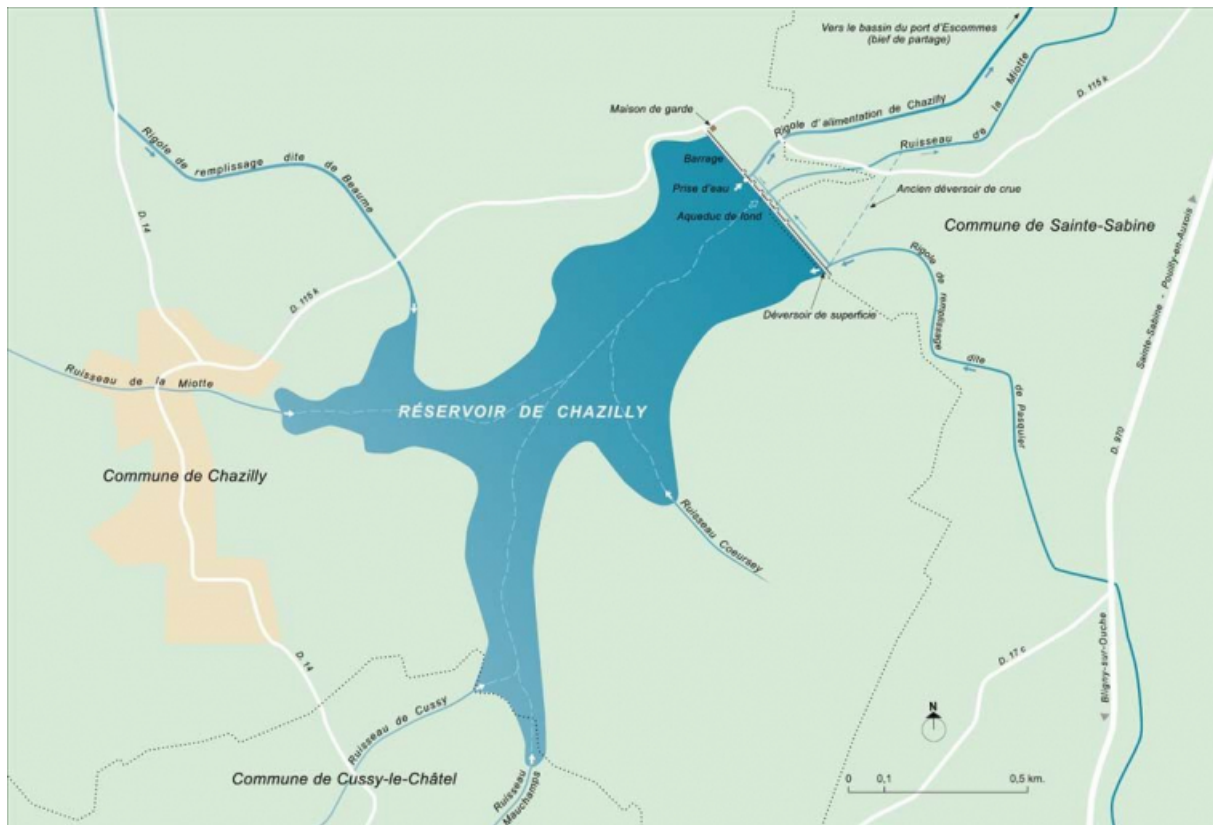 Vers le bassin du port d'Escommes
(bief de partage)
Maison de garde
Rigole d'alimentation de Chazilly
Ruisseau de la Miotte
D. 115 k
Rigole de remplissage dite de Beaume
Barrage
Prise d'eau
Aqueduc de fond
Ancien déversoir de crue
Commune de Sainte-Sabine
Sainte-Sabine - Pouilly-en-Auxois
D. 14
D. 115 k
Rigole de remplissage dite de Pasquier
Déversoir de superficie
Ruisseau de la Miotte
RÉSERVOIR DE CHAZILLY
Commune de Chazilly
D. 970
Ruisseau Coeursey
D. 14
D. 17 c
Bligny-sur-Ouche
Ruisseau de Cussy
N
Commune de Cussy-le-Châtel
Ruisseau
Mauchamps
0 0,1 0,5 km.